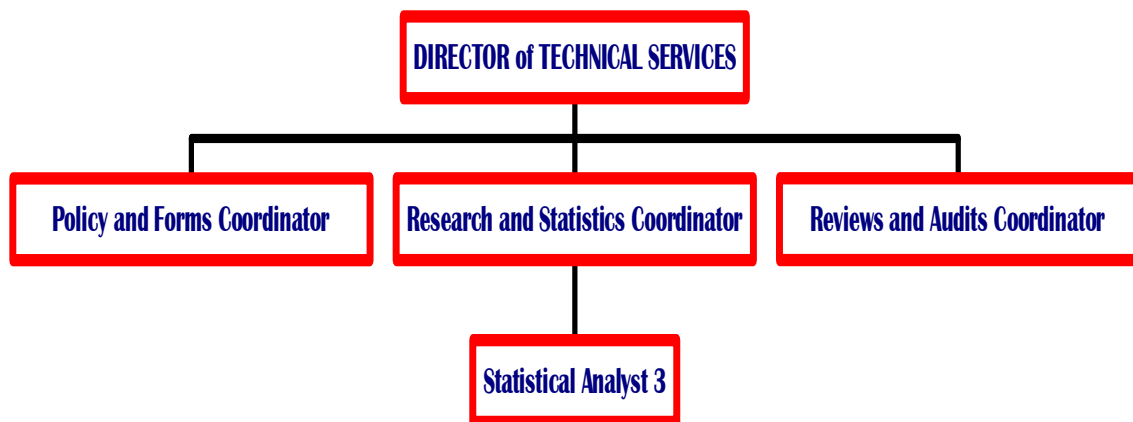 DIRECTOR of TECHNICAL SERVICES
Policy and Forms Coordinator
Research and Statistics Coordinator
Reviews and Audits Coordinator
Statistical Analyst 3